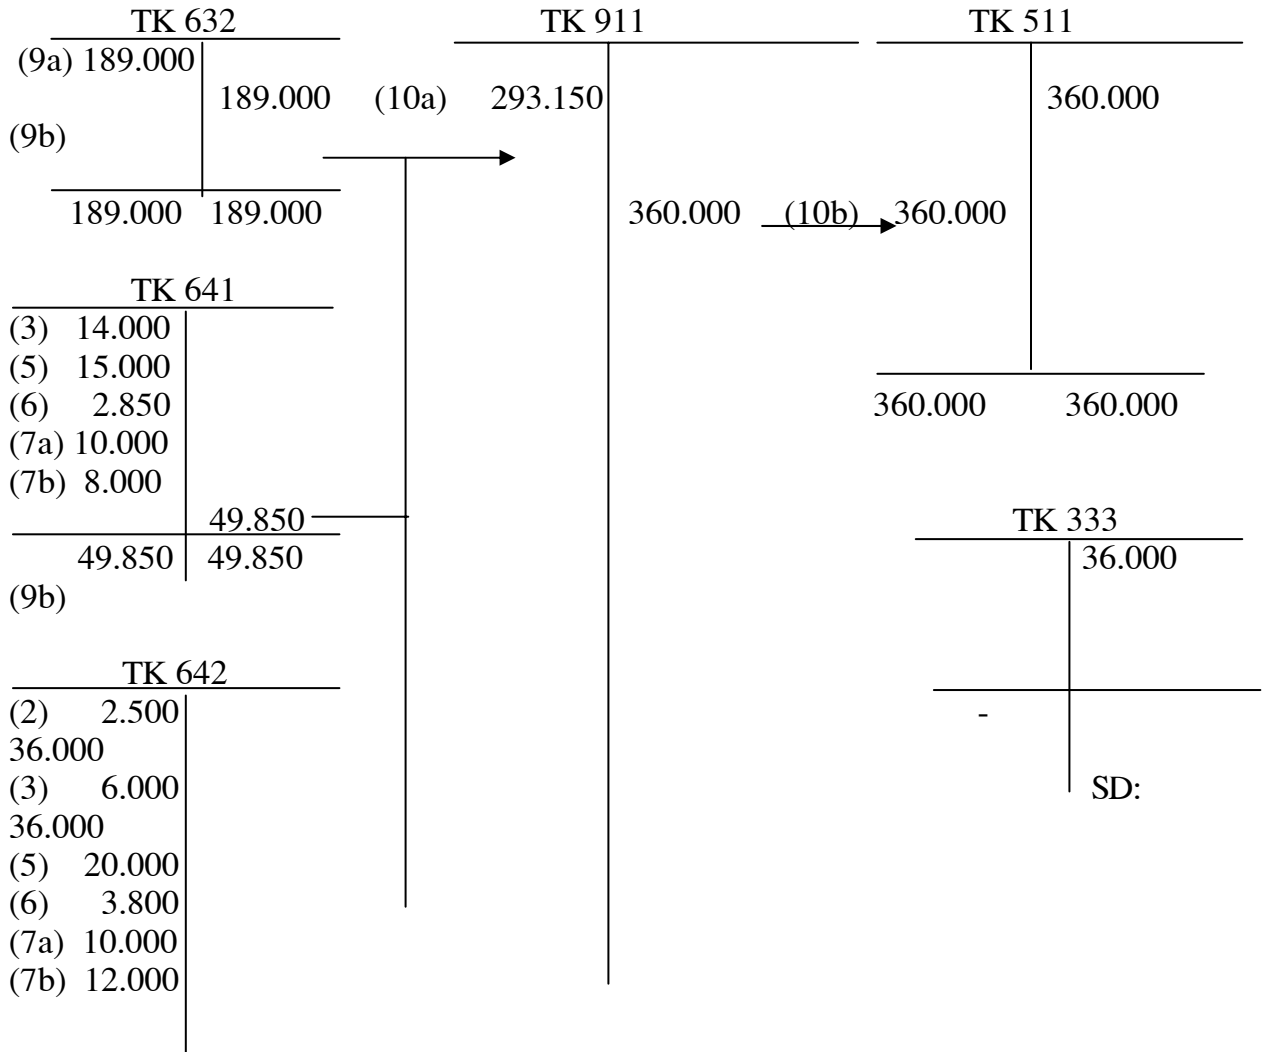 TK 632 TK 911 TK 511
(9a) 189.000
189.000 (10a) 293.150 360.000
(9b)
189.000 189.000 360.000 (10b) 360.000
TK 641
(3) 14.000
(5) 15.000
(6) 2.850 360.000 360.000
(7a) 10.000
(7b) 8.000
49.850 TK 333
49.850 49.850 36.000
(9b)
TK 642
(2) 2.500 -
36.000
(3) 6.000 SD:
36.000
(5) 20.000
(6) 3.800
(7a) 10.000
(7b) 12.000